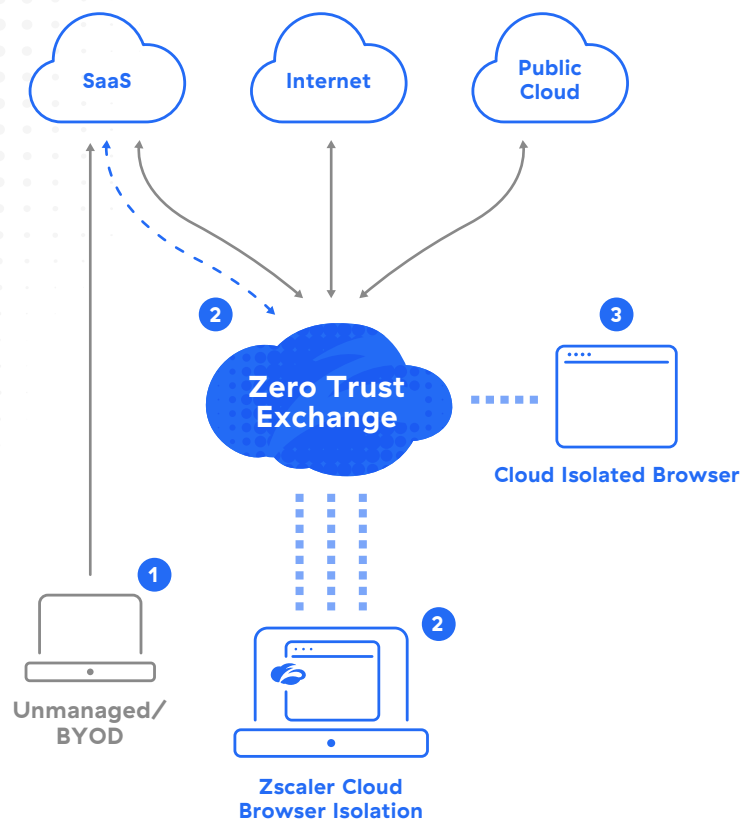 SaaS
Internet
Public
Cloud
2
3
Zero Trust
Exchange
Cloud Isolated Browser
1
2
Unmanaged/
BYOD
Zscaler Cloud
Browser Isolation